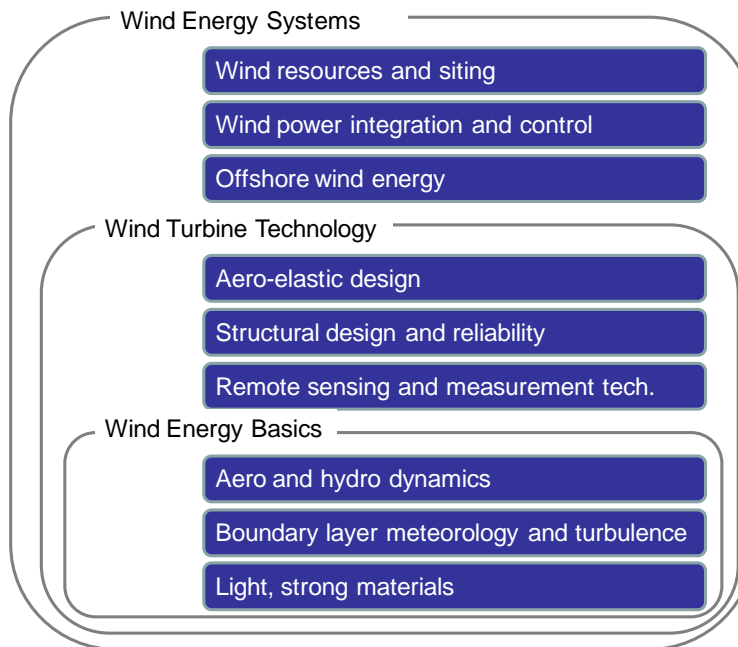 Wind Energy Systems
Wind resources and siting
Wind power integration and control
Offshore wind energy
Wind Turbine Technology
Aero-elastic design
Structural design and reliability
Remote sensing and measurement tech.
Wind Energy Basics
Aero and hydro dynamics
Boundary layer meteorology and turbulence
Light, strong materials